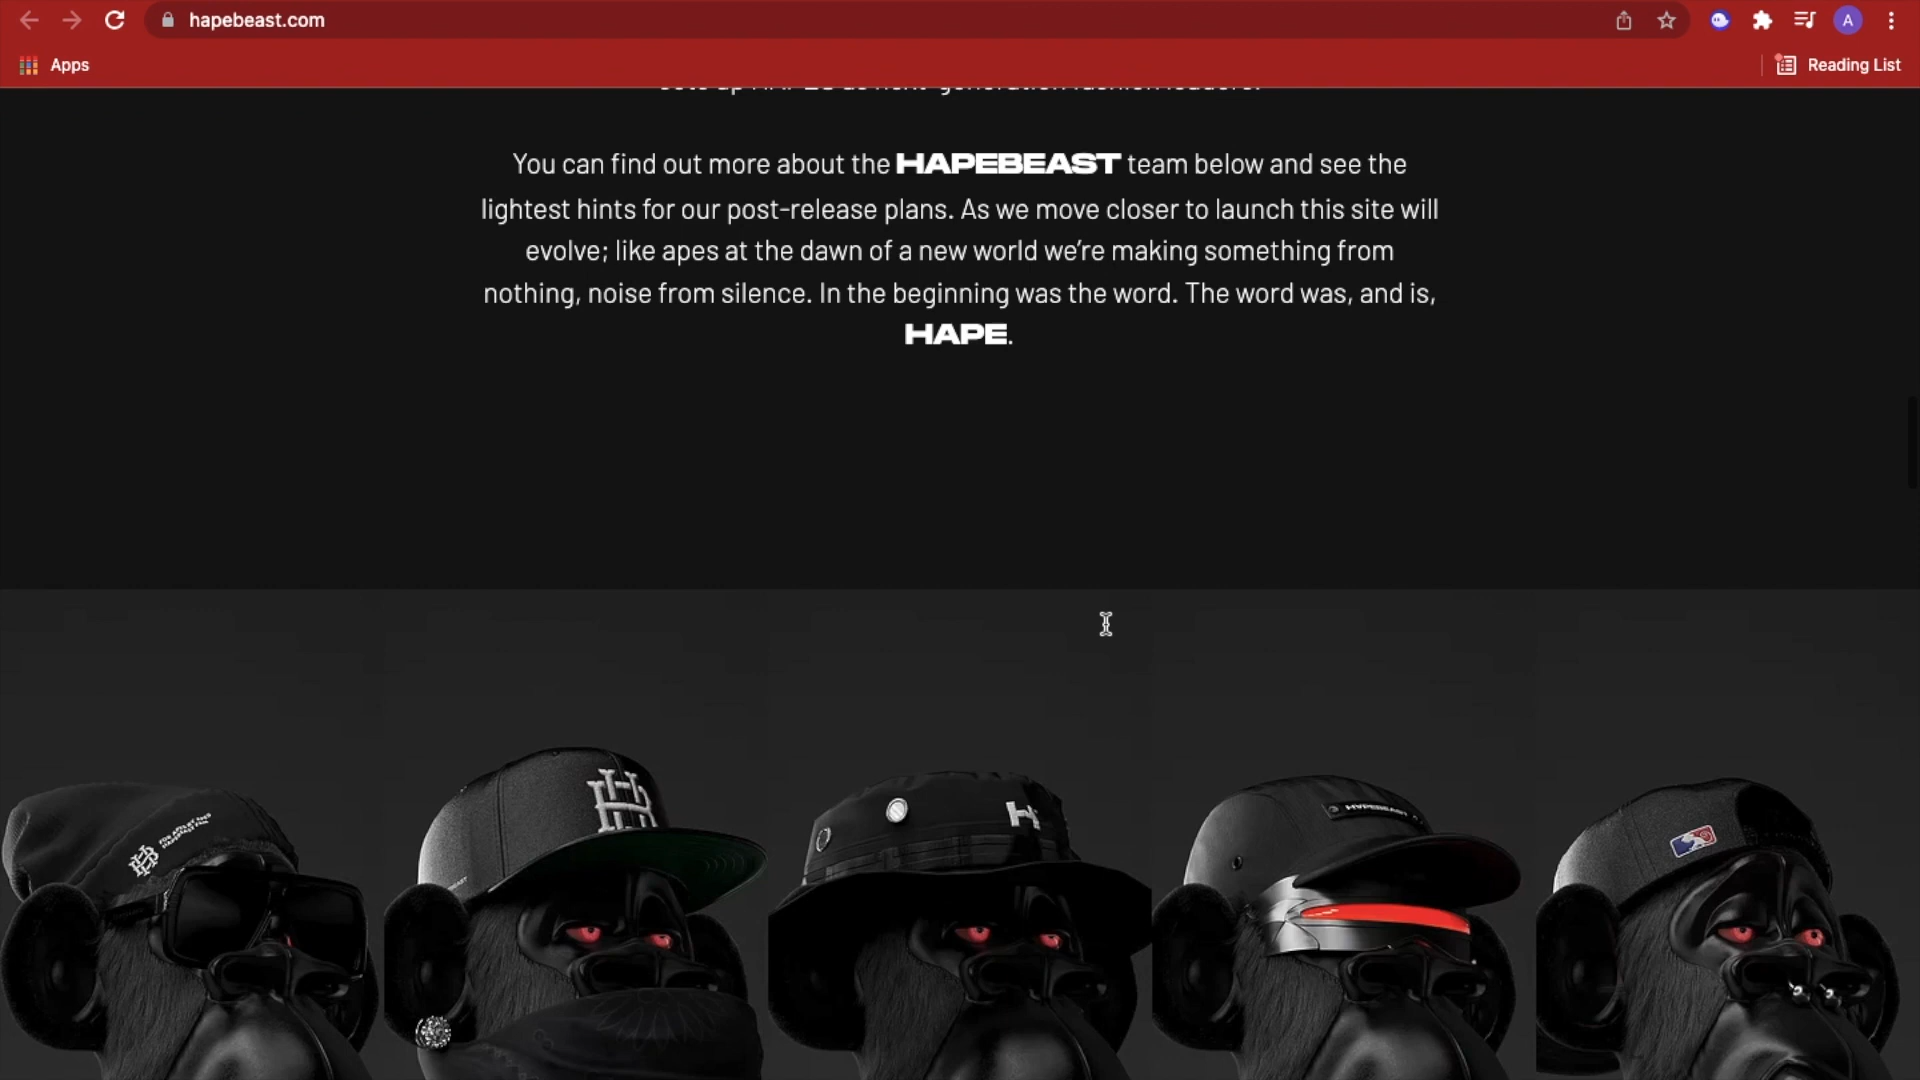 hapebeast.com
A
Apps
Reading List
You can find out more about the HAPEBEAST team below and see the
lightest hints for our post-release plans. As we move closer to launch this site will
evolve; like apes at the dawn of a new world we're making something from
nothing, noise from silence. In the beginning was the word. The word was, and is,
HAPE.
H